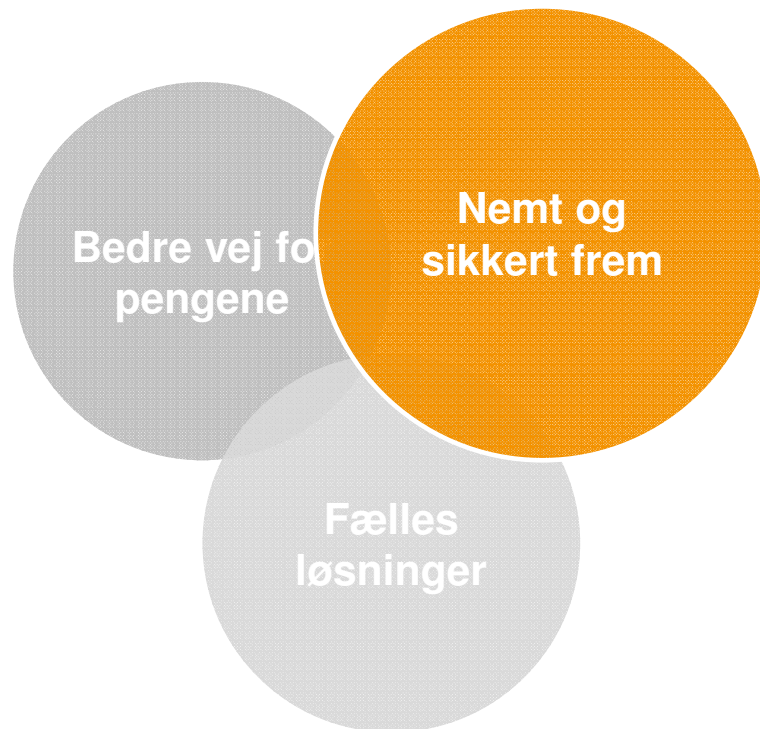 Bedre vej fo
pengene
Nemt og
sikkert frem
Fælles
løsninger